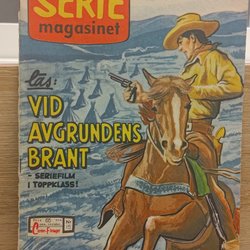 SERIE
magasinet
läs:
VID
AVGRUNDENS
BRANT
- SERIEFILM
I TOPPKLASS!